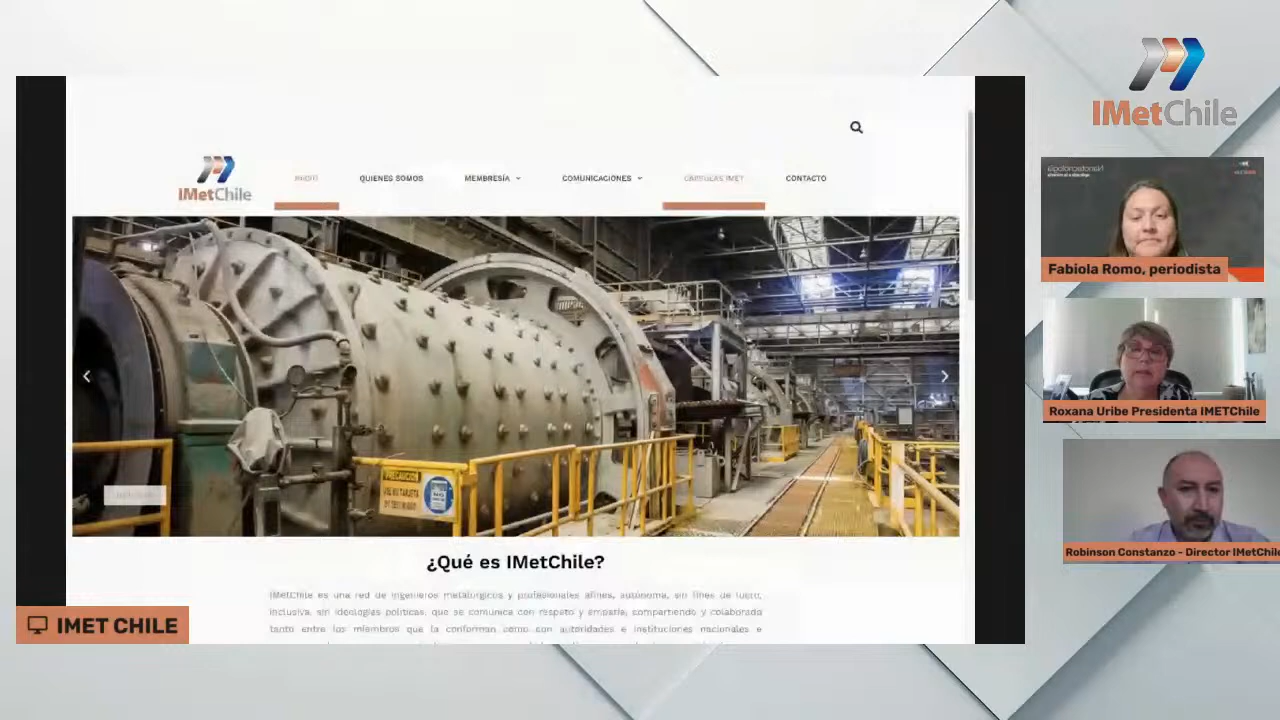 IMetChile
IMetChile
INICIO
QUIENES SOMOS
MEMBRESÍA
COMUNICACIONES
CÁPSULAS IMET
CONTACTO
PRECAUCION
¿Qué es IMetChile?
IMetChile es una red de ingenieros metalúrgicos y profesionales afines, autónoma, sin fines de lucro,
inclusiva, sin ideologías políticas, que se comunica con respeto y empatía, compartiendo y colaborada
tanto entre los miembros que la conforman como con autoridades e instituciones nacionales e
IMET CHILE
Fabiola Romo, periodista
Roxana Uribe Presidenta IMETChile
Robinson Constanzo - Director IMetChile